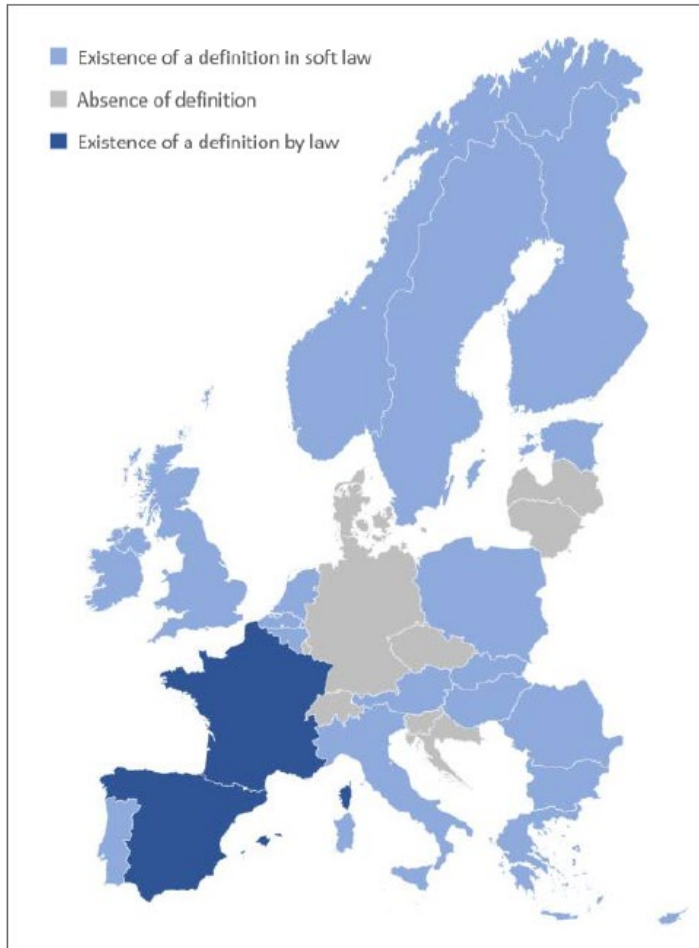 Existence of a definition in soft law
Absence of definition
Existence of a definition by law